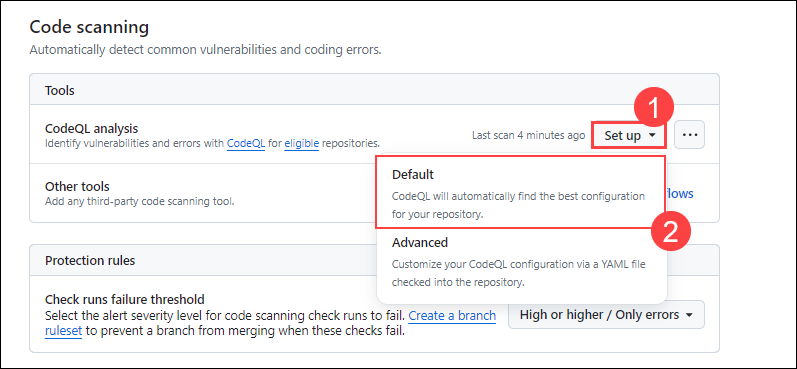 Code scanning
Automatically detect common vulnerabilities and coding errors.
Tools
1
CodeQL analysis
Identify vulnerabilities and errors with CodeQL for eligible repositories.
Last scan 4 minutes ago
Set up
Default
CodeQL will automatically find the best configuration
for your repository.
2
Other tools
Add any third-party code scanning tool.
flows
Advanced
Customize your CodeQL configuration via a YAML file
checked into the repository.
Protection rules
Check runs failure threshold
Select the alert severity level for code scanning check runs to fail. Create a branch
ruleset to prevent a branch from merging when these checks fail.
High or higher / Only errors